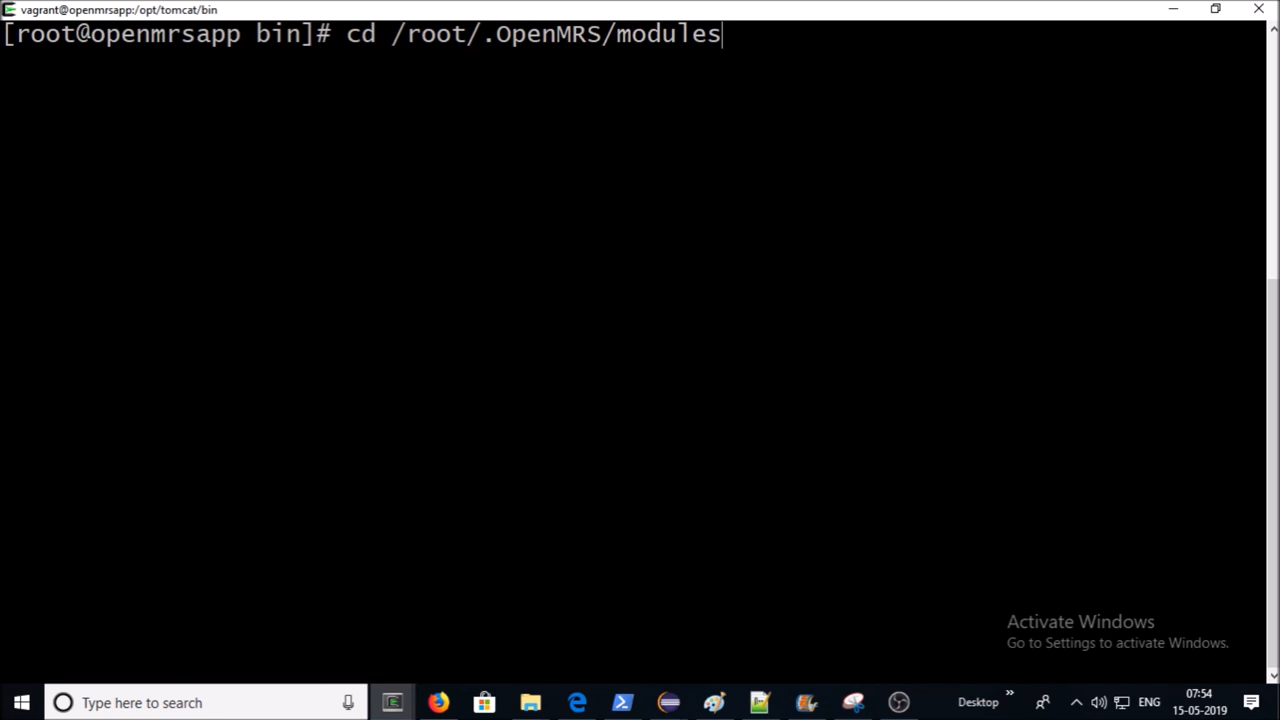 vagrant@openmrsapp:/opt/tomcat/bin
[root@openmrsapp bin]# cd /root/.OpenMRS/modules
Activate Windows
Go to Settings to activate Windows.
Type here to search
Desktop
ENG
07:54
15-05-2019